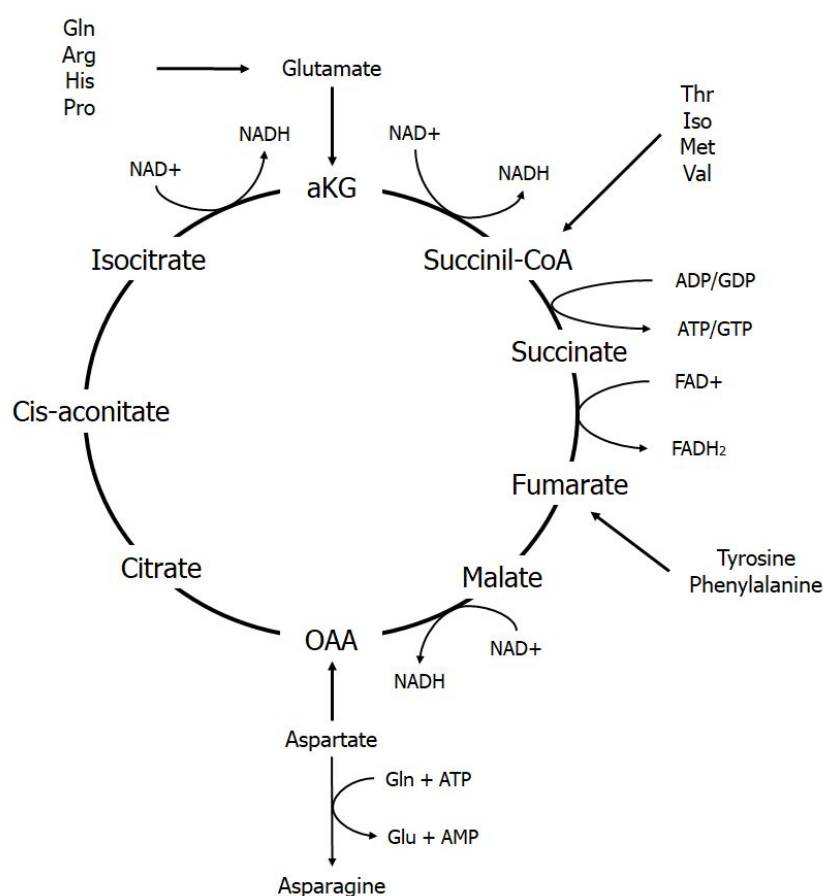 Gln
Arg
His
Pro
Glutamate
Thr
Iso
Met
Val
NADH
NAD+
NAD+
NADH
aKG
Isocitrate
Succinil-CoA
ADP/GDP
ATP/GTP
Succinate
FAD+
FADH2
Cis-aconitate
Fumarate
Tyrosine
Phenylalanine
Citrate
Malate
OAA
NAD+
NADH
Aspartate
Gln + ATP
Glu + AMP
Asparagine